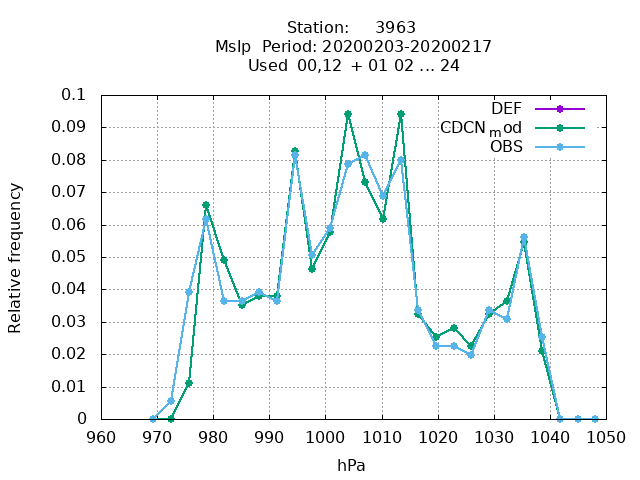 Station: 3963
Mslp Period: 20200203-20200217
Used 00,12 + 01 02 ... 24
0.1
0.09
0.08
0.07
0.06
0.05
0.04
0.03
0.02
0.01
0
DEF
CDCN_mod
OBS
Relative frequency
960 970 980 990 1000 1010 1020 1030 1040 1050
hPa